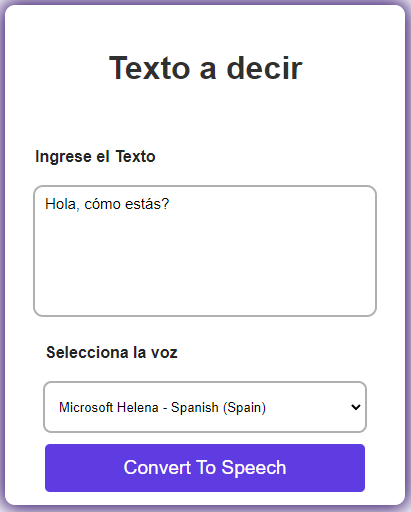 Texto a decir
Ingrese el Texto
Hola, cómo estás?
Selecciona la voz
Microsoft Helena - Spanish (Spain)
Convert To Speech